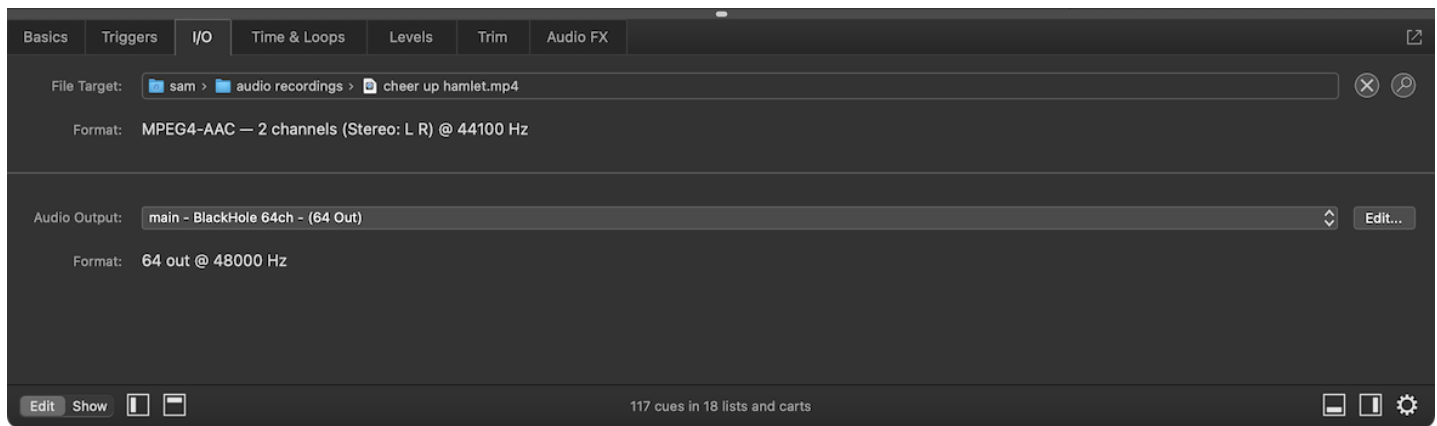 Basics Triggers I/O Time & Loops Levels Trim Audio FX
File Target: sam › audio recordings › cheer up hamlet.mp4
Format: MPEG4-AAC — 2 channels (Stereo: L R) @ 44100 Hz
Audio Output: main - BlackHole 64ch - (64 Out) Edit...
Format: 64 out @ 48000 Hz
Edit Show 117 cues in 18 lists and carts